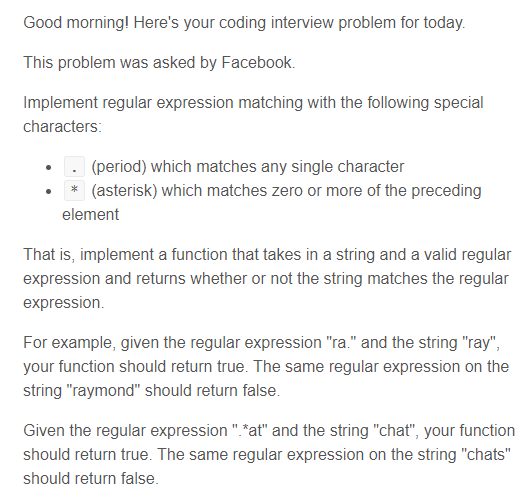 Good morning! Here's your coding interview problem for today.
This problem was asked by Facebook.
Implement regular expression matching with the following special
characters:
• . (period) which matches any single character
• * (asterisk) which matches zero or more of the preceding
element
That is, implement a function that takes in a string and a valid regular
expression and returns whether or not the string matches the regular
expression.
For example, given the regular expression "ra." and the string "ray",
your function should return true. The same regular expression on the
string "raymond" should return false.
Given the regular expression ".*at" and the string "chat", your function
should return true. The same regular expression on the string "chats"
should return false.